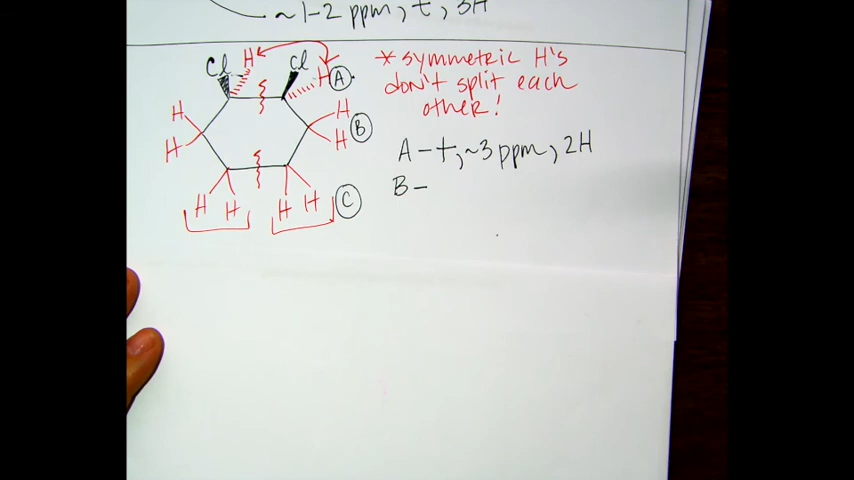 ~1-2 ppm, t, 3H
Cl H Cl H A
* symmetric H's
don't split each
other!
H H
H H B
A - t, ~3 ppm, 2H
B -
H H H H C